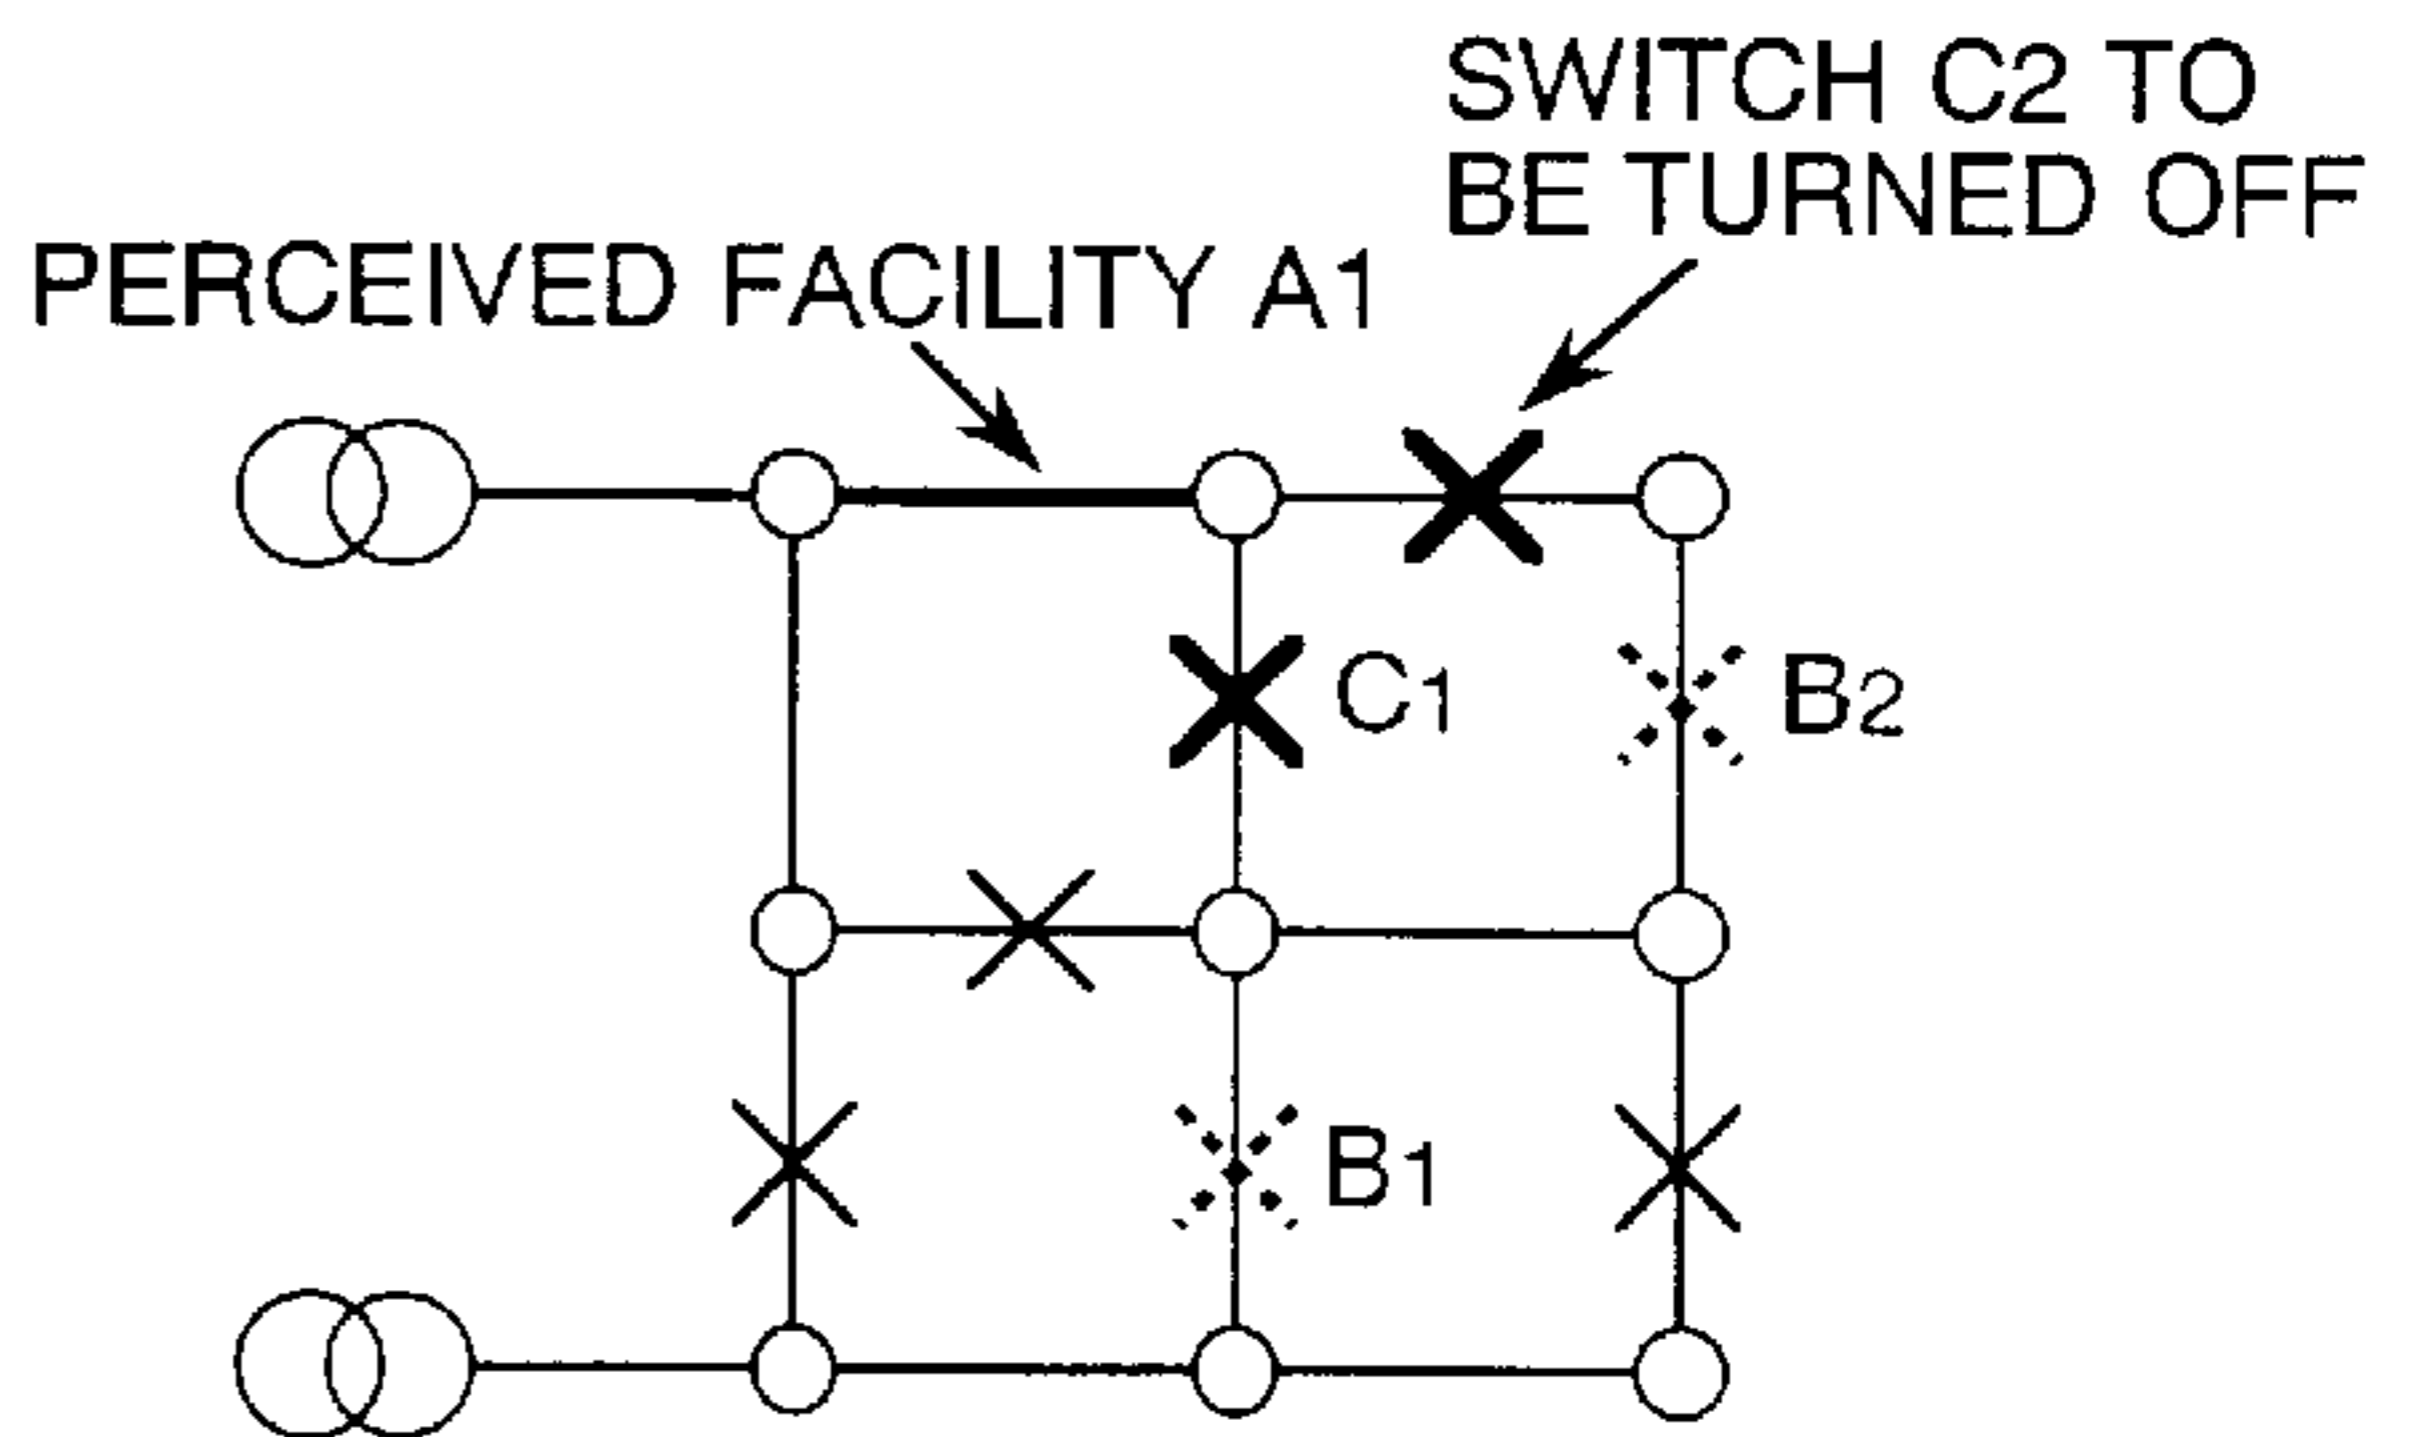 SWITCH C2 TO
BE TURNED OFF
PERCEIVED FACILITY A1
C1
B2
B1